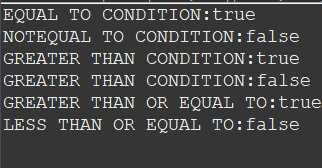 EQUAL TO CONDITION:true
NOTEQUAL TO CONDITION:false
GREATER THAN CONDITION:true
GREATER THAN CONDITION:false
GREATER THAN OR EQUAL TO:true
LESS THAN OR EQUAL TO:false